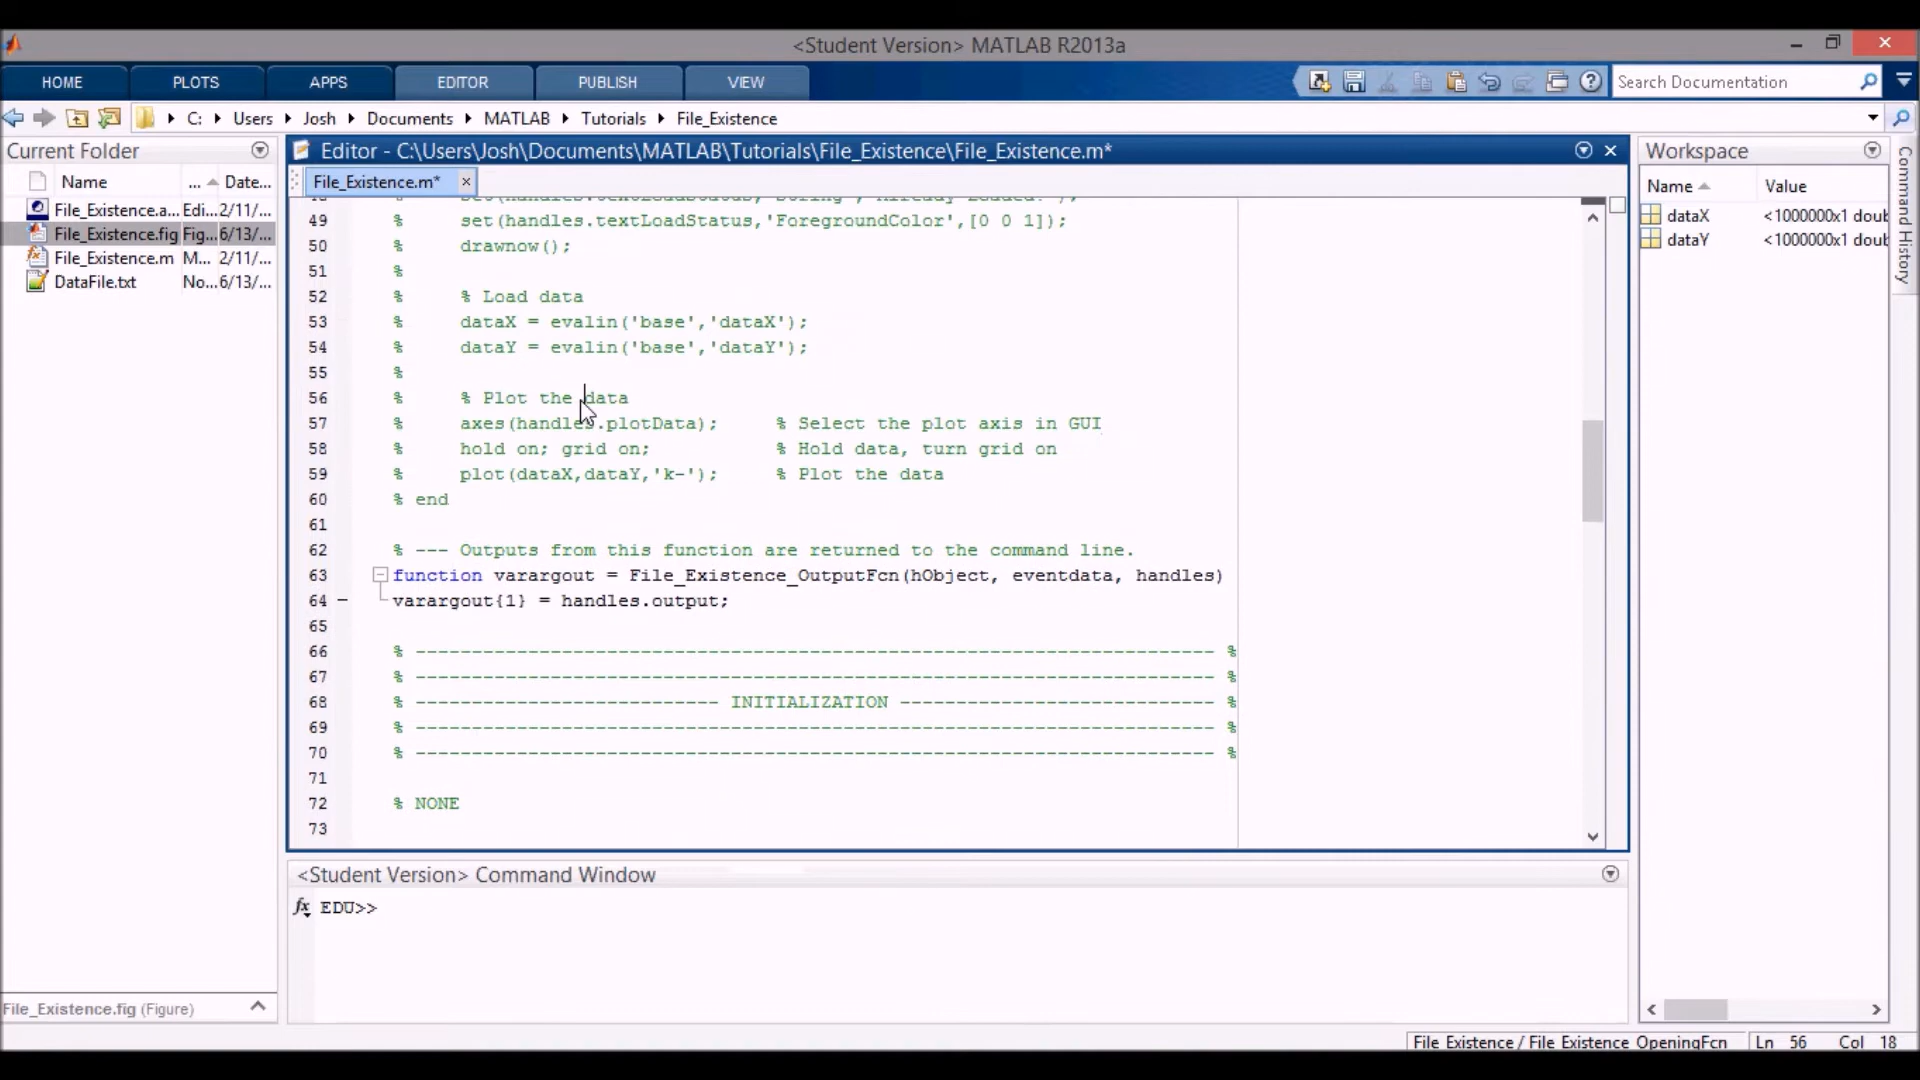 <Student Version> MATLAB R2013a
HOME PLOTS APPS EDITOR PUBLISH VIEW Search Documentation
C: Users Josh Documents MATLAB Tutorials File_Existence
Current Folder
Name ... Date...
File_Existence.a... Edi... 2/11/...
File_Existence.fig Fig... 6/13/...
File_Existence.m M... 2/11/...
DataFile.txt No... 6/13/...
File_Existence.fig (Figure)
Editor - C:\Users\Josh\Documents\MATLAB\Tutorials\File_Existence\File_Existence.m*
File_Existence.m*
49 % set(handles.textLoadStatus,'ForegroundColor',[0 0 1]);
50 % drawnow();
51 %
52 % % Load data
53 % dataX = evalin('base','dataX');
54 % dataY = evalin('base','dataY');
55 %
56 % % Plot the data
57 % axes(handles.plotData); % Select the plot axis in GUI
58 % hold on; grid on; % Hold data, turn grid on
59 % plot(dataX,dataY,'k-'); % Plot the data
60 % end
61
62 % --- Outputs from this function are returned to the command line.
63 function varargout = File_Existence_OutputFcn(hObject, eventdata, handles)
64 varargout{1} = handles.output;
65
66 % ----------------------------------------------------------------------- %
67 % ----------------------------------------------------------------------- %
68 % --------------------------- INITIALIZATION ---------------------------- %
69 % ----------------------------------------------------------------------- %
70 % ----------------------------------------------------------------------- %
71
72 % NONE
73
<Student Version> Command Window
fx EDU>>
Workspace
Name Value
dataX <1000000x1 doub
dataY <1000000x1 doub
Command History
File_Existence / File_Existence_OpeningFcn Ln 56 Col 18